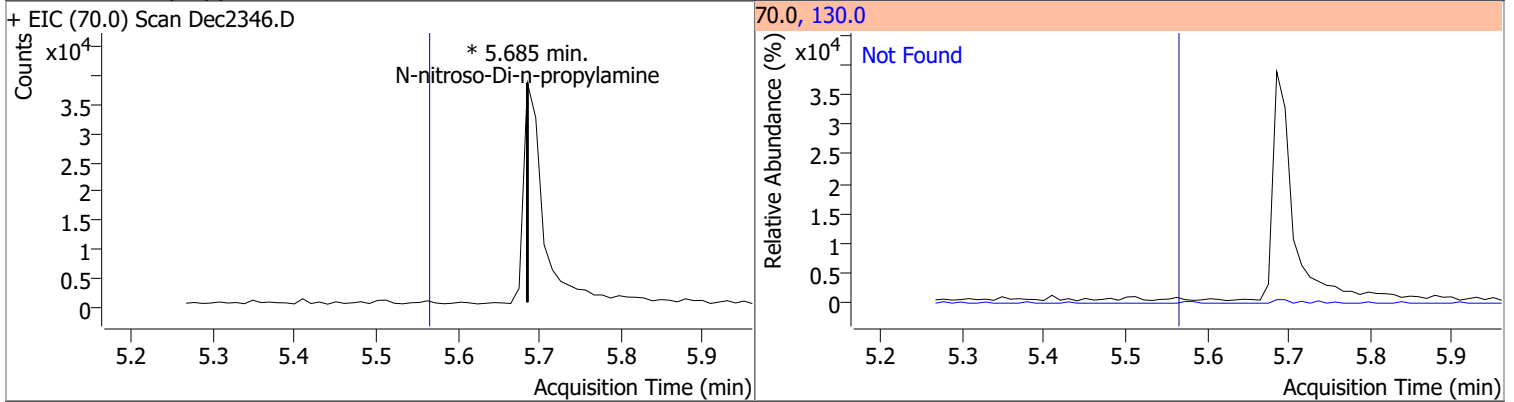 + EIC (70.0) Scan Dec2346.D
Counts
x10⁴
* 5.685 min.
N-nitroso-Di-n-propylamine
3.5
3
2.5
2
1.5
1
0.5
0
5.2 5.3 5.4 5.5 5.6 5.7 5.8 5.9
Acquisition Time (min)
70.0, 130.0
Relative Abundance (%)
x10⁴
Not Found
3.5
3
2.5
2
1.5
1
0.5
0
5.2 5.3 5.4 5.5 5.6 5.7 5.8 5.9
Acquisition Time (min)